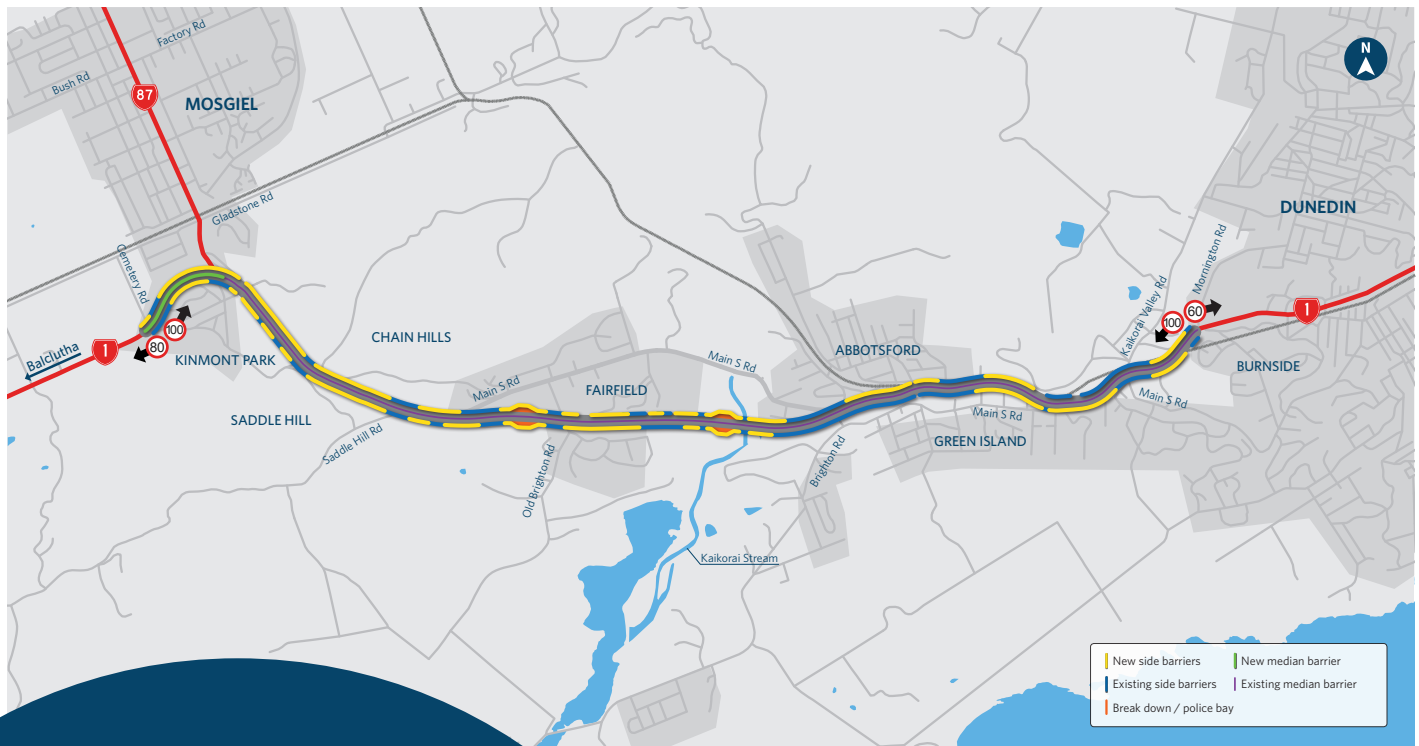 N
Factory Rd
Bush Rd
87
MOSGIEL
Gladstone Rd
Cemetery Rd
DUNEDIN
Mornington Rd
Kaikorai Valley Rd
60
100
1
100
80
1
Balclutha
KINMONT PARK
CHAIN HILLS
Main S Rd
ABBOTSFORD
BURNSIDE
Main S Rd
FAIRFIELD
Main S Rd
Main S Rd
SADDLE HILL
Saddle Hill Rd
GREEN ISLAND
Brighton Rd
Old Brighton Rd
Kaikorai Stream
New side barriers
New median barrier
Existing side barriers
Existing median barrier
Break down / police bay